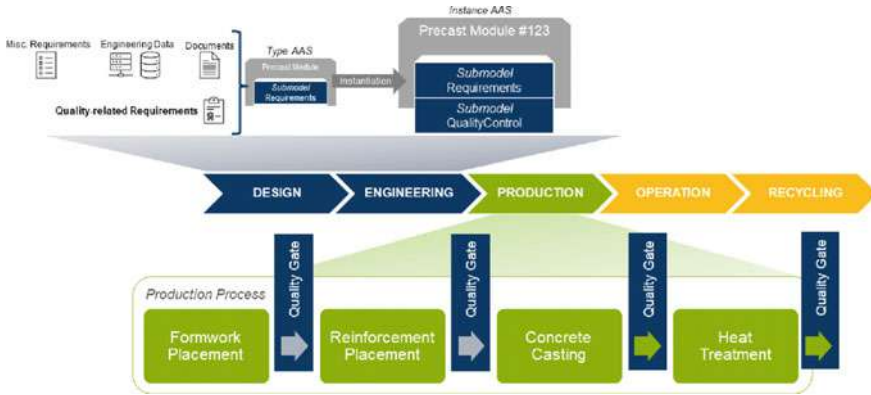 Instance AAS
Precast Module #123
Misc. Requirements
Engineering Data
Documents
Type AAS
Precast Module
Submodel
Requirements
Instantiation
Submodel
Requirements
Submodel
QualityControl
Quality-related Requirements
DESIGN
ENGINEERING
PRODUCTION
OPERATION
RECYCLING
Production Process
Formwork
Placement
Quality Gate
Reinforcement
Placement
Quality Gate
Concrete
Casting
Quality Gate
Heat
Treatment
Quality Gate